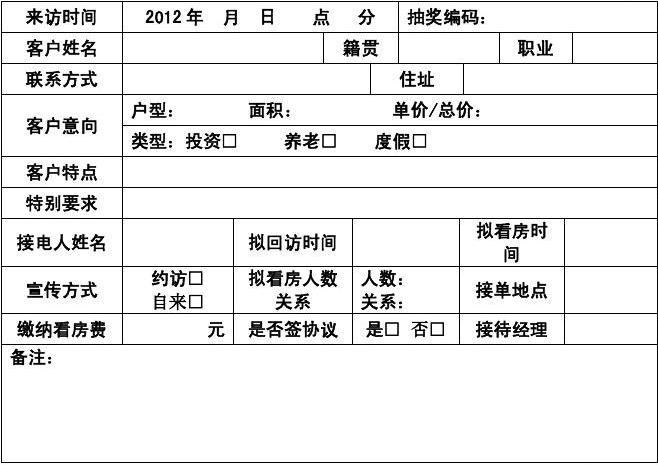 来访时间 2012 年 月 日 点 分 抽奖编码：
客户姓名 籍贯 职业
联系方式 住址
客户意向 户型： 面积： 单价/总价：
类型：投资□ 养老□ 度假□
客户特点
特别要求
接电人姓名 拟回访时间 拟看房时间
宣传方式 约访□ 自来□ 拟看房人数关系 人数： 关系： 接单地点
缴纳看房费 元 是否签协议 是□ 否□ 接待经理
备注：